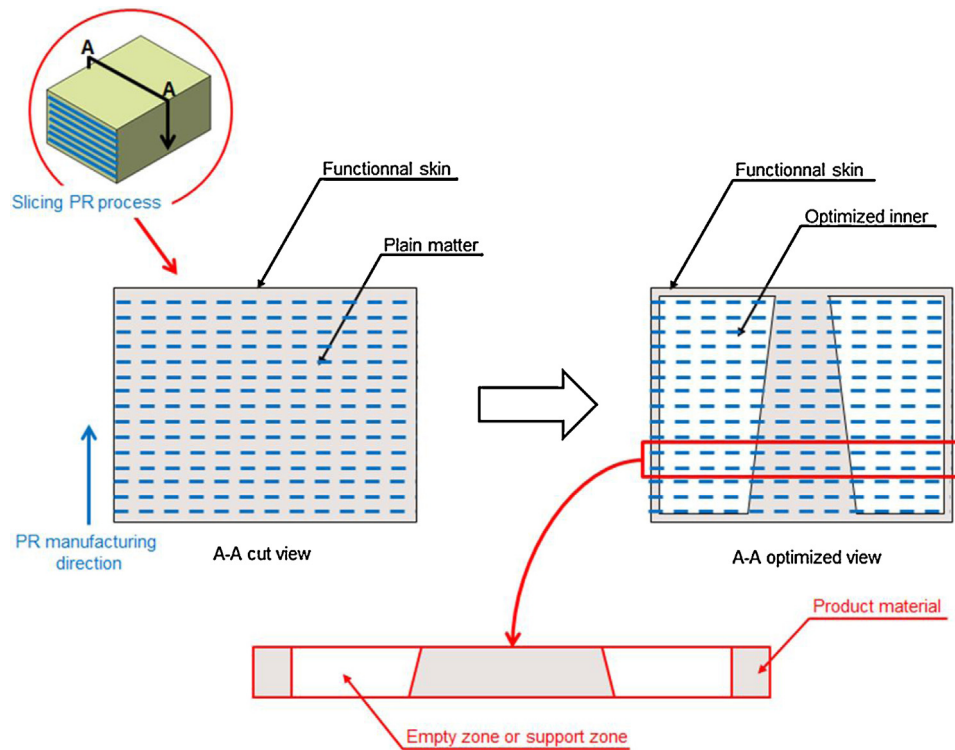 A
A
Slicing PR process
Functionnal skin
Plain matter
Functionnal skin
Optimized inner
PR manufacturing
direction
A-A cut view
A-A optimized view
Product material
Empty zone or support zone